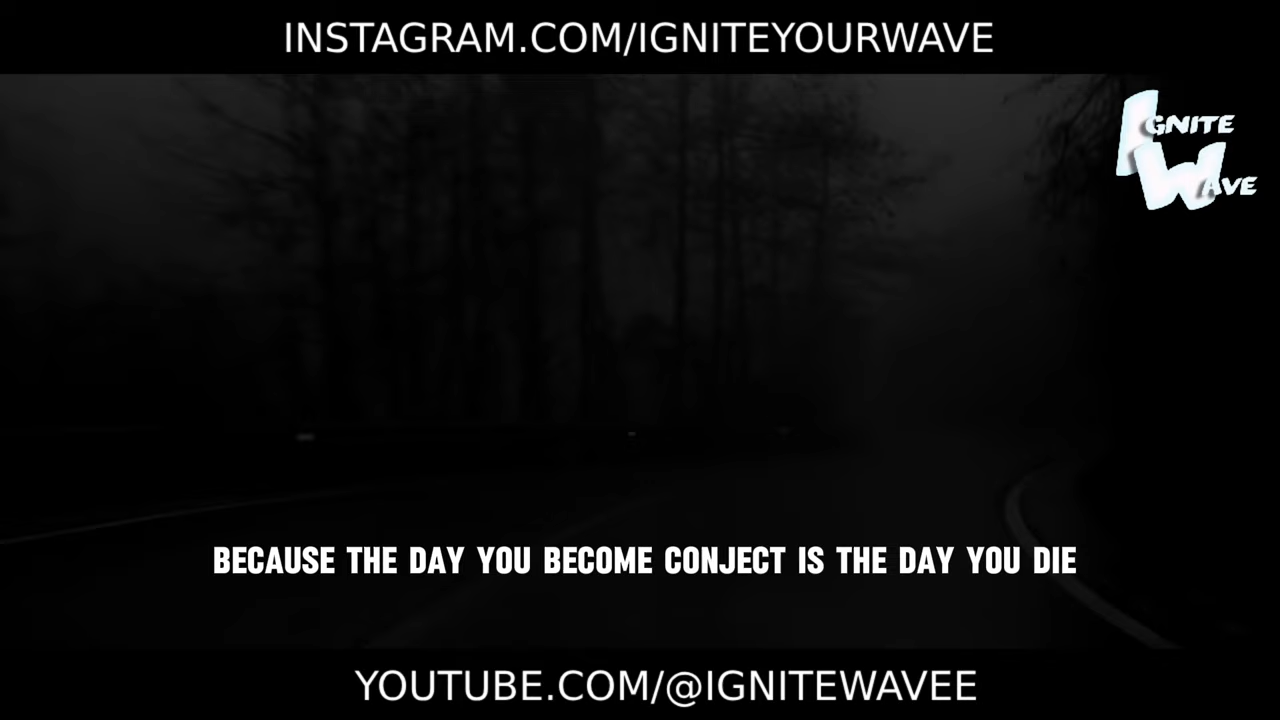 INSTAGRAM.COM/IGNITEYOURWAVE
IGNITE
WAVE
BECAUSE THE DAY YOU BECOME CONJECT IS THE DAY YOU DIE
YOUTUBE.COM/@IGNITEWAVEE